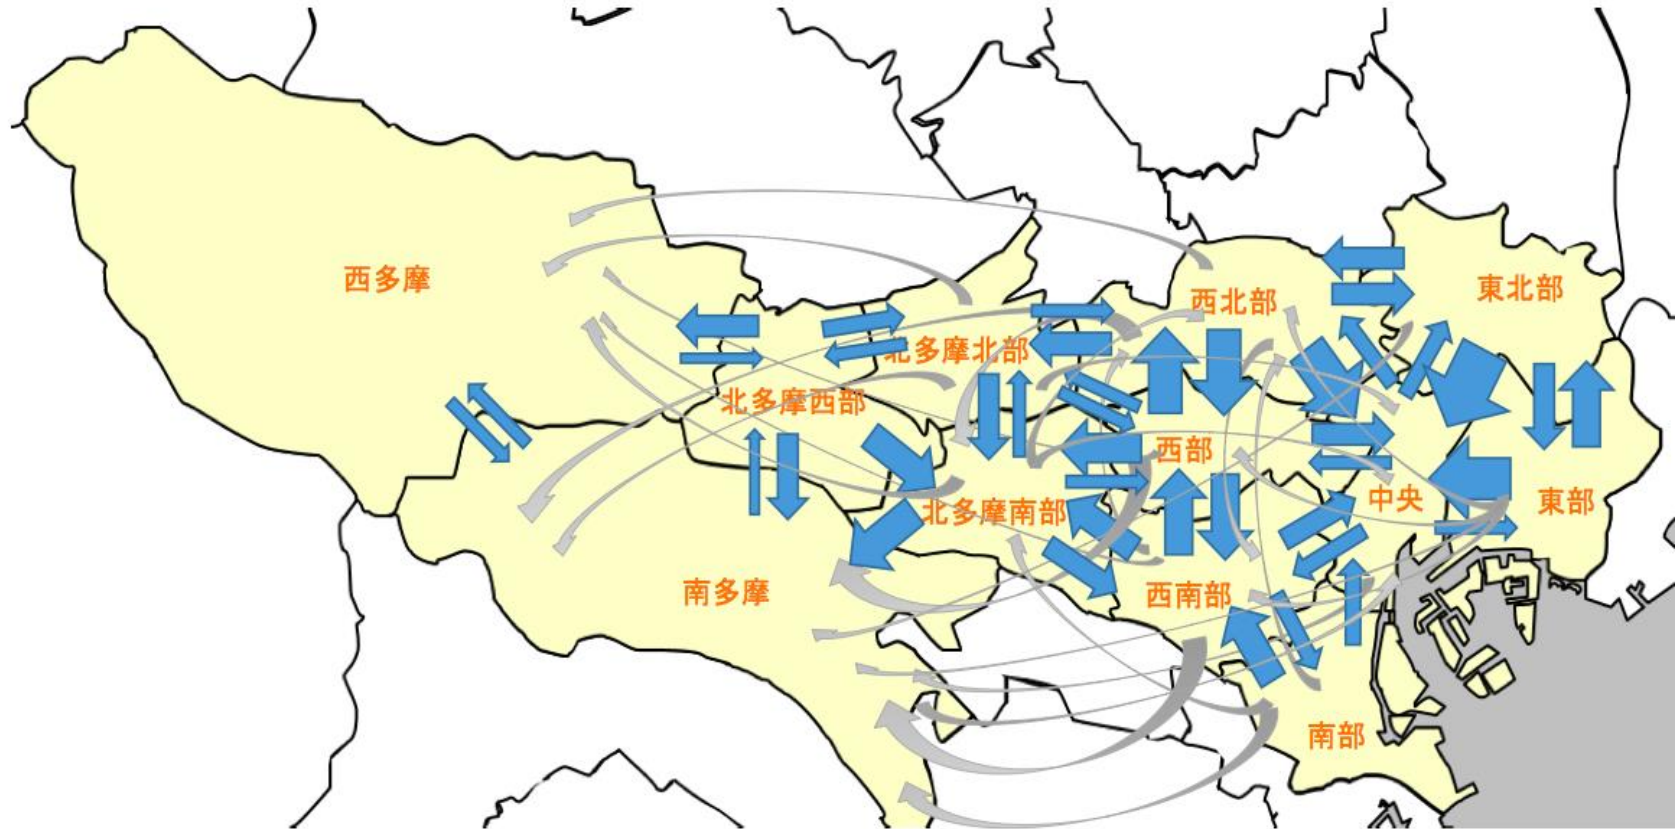 西多摩
西北部
東北部
北多摩北部
北多摩西部
西部
中央
東部
北多摩南部
南多摩
西南部
南部